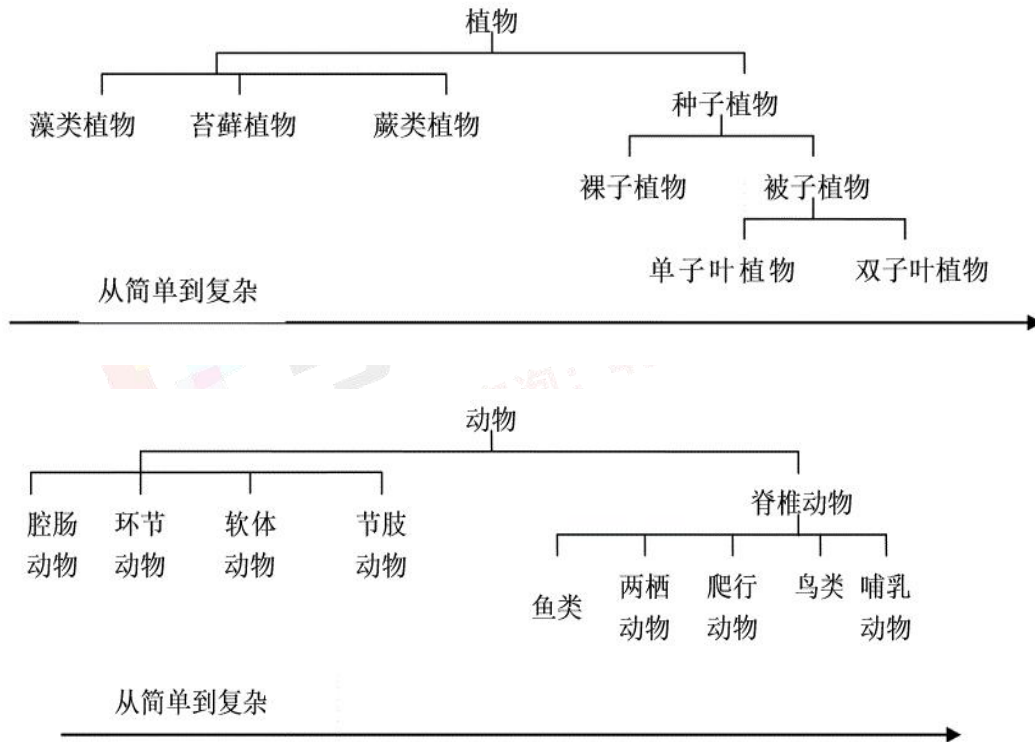 植物
藻类植物 苔藓植物 蕨类植物 种子植物
裸子植物 被子植物
单子叶植物 双子叶植物
从简单到复杂
动物
脊椎动物
腔肠动物 环节动物 软体动物 节肢动物
鱼类 两栖动物 爬行动物 鸟类 哺乳动物
从简单到复杂